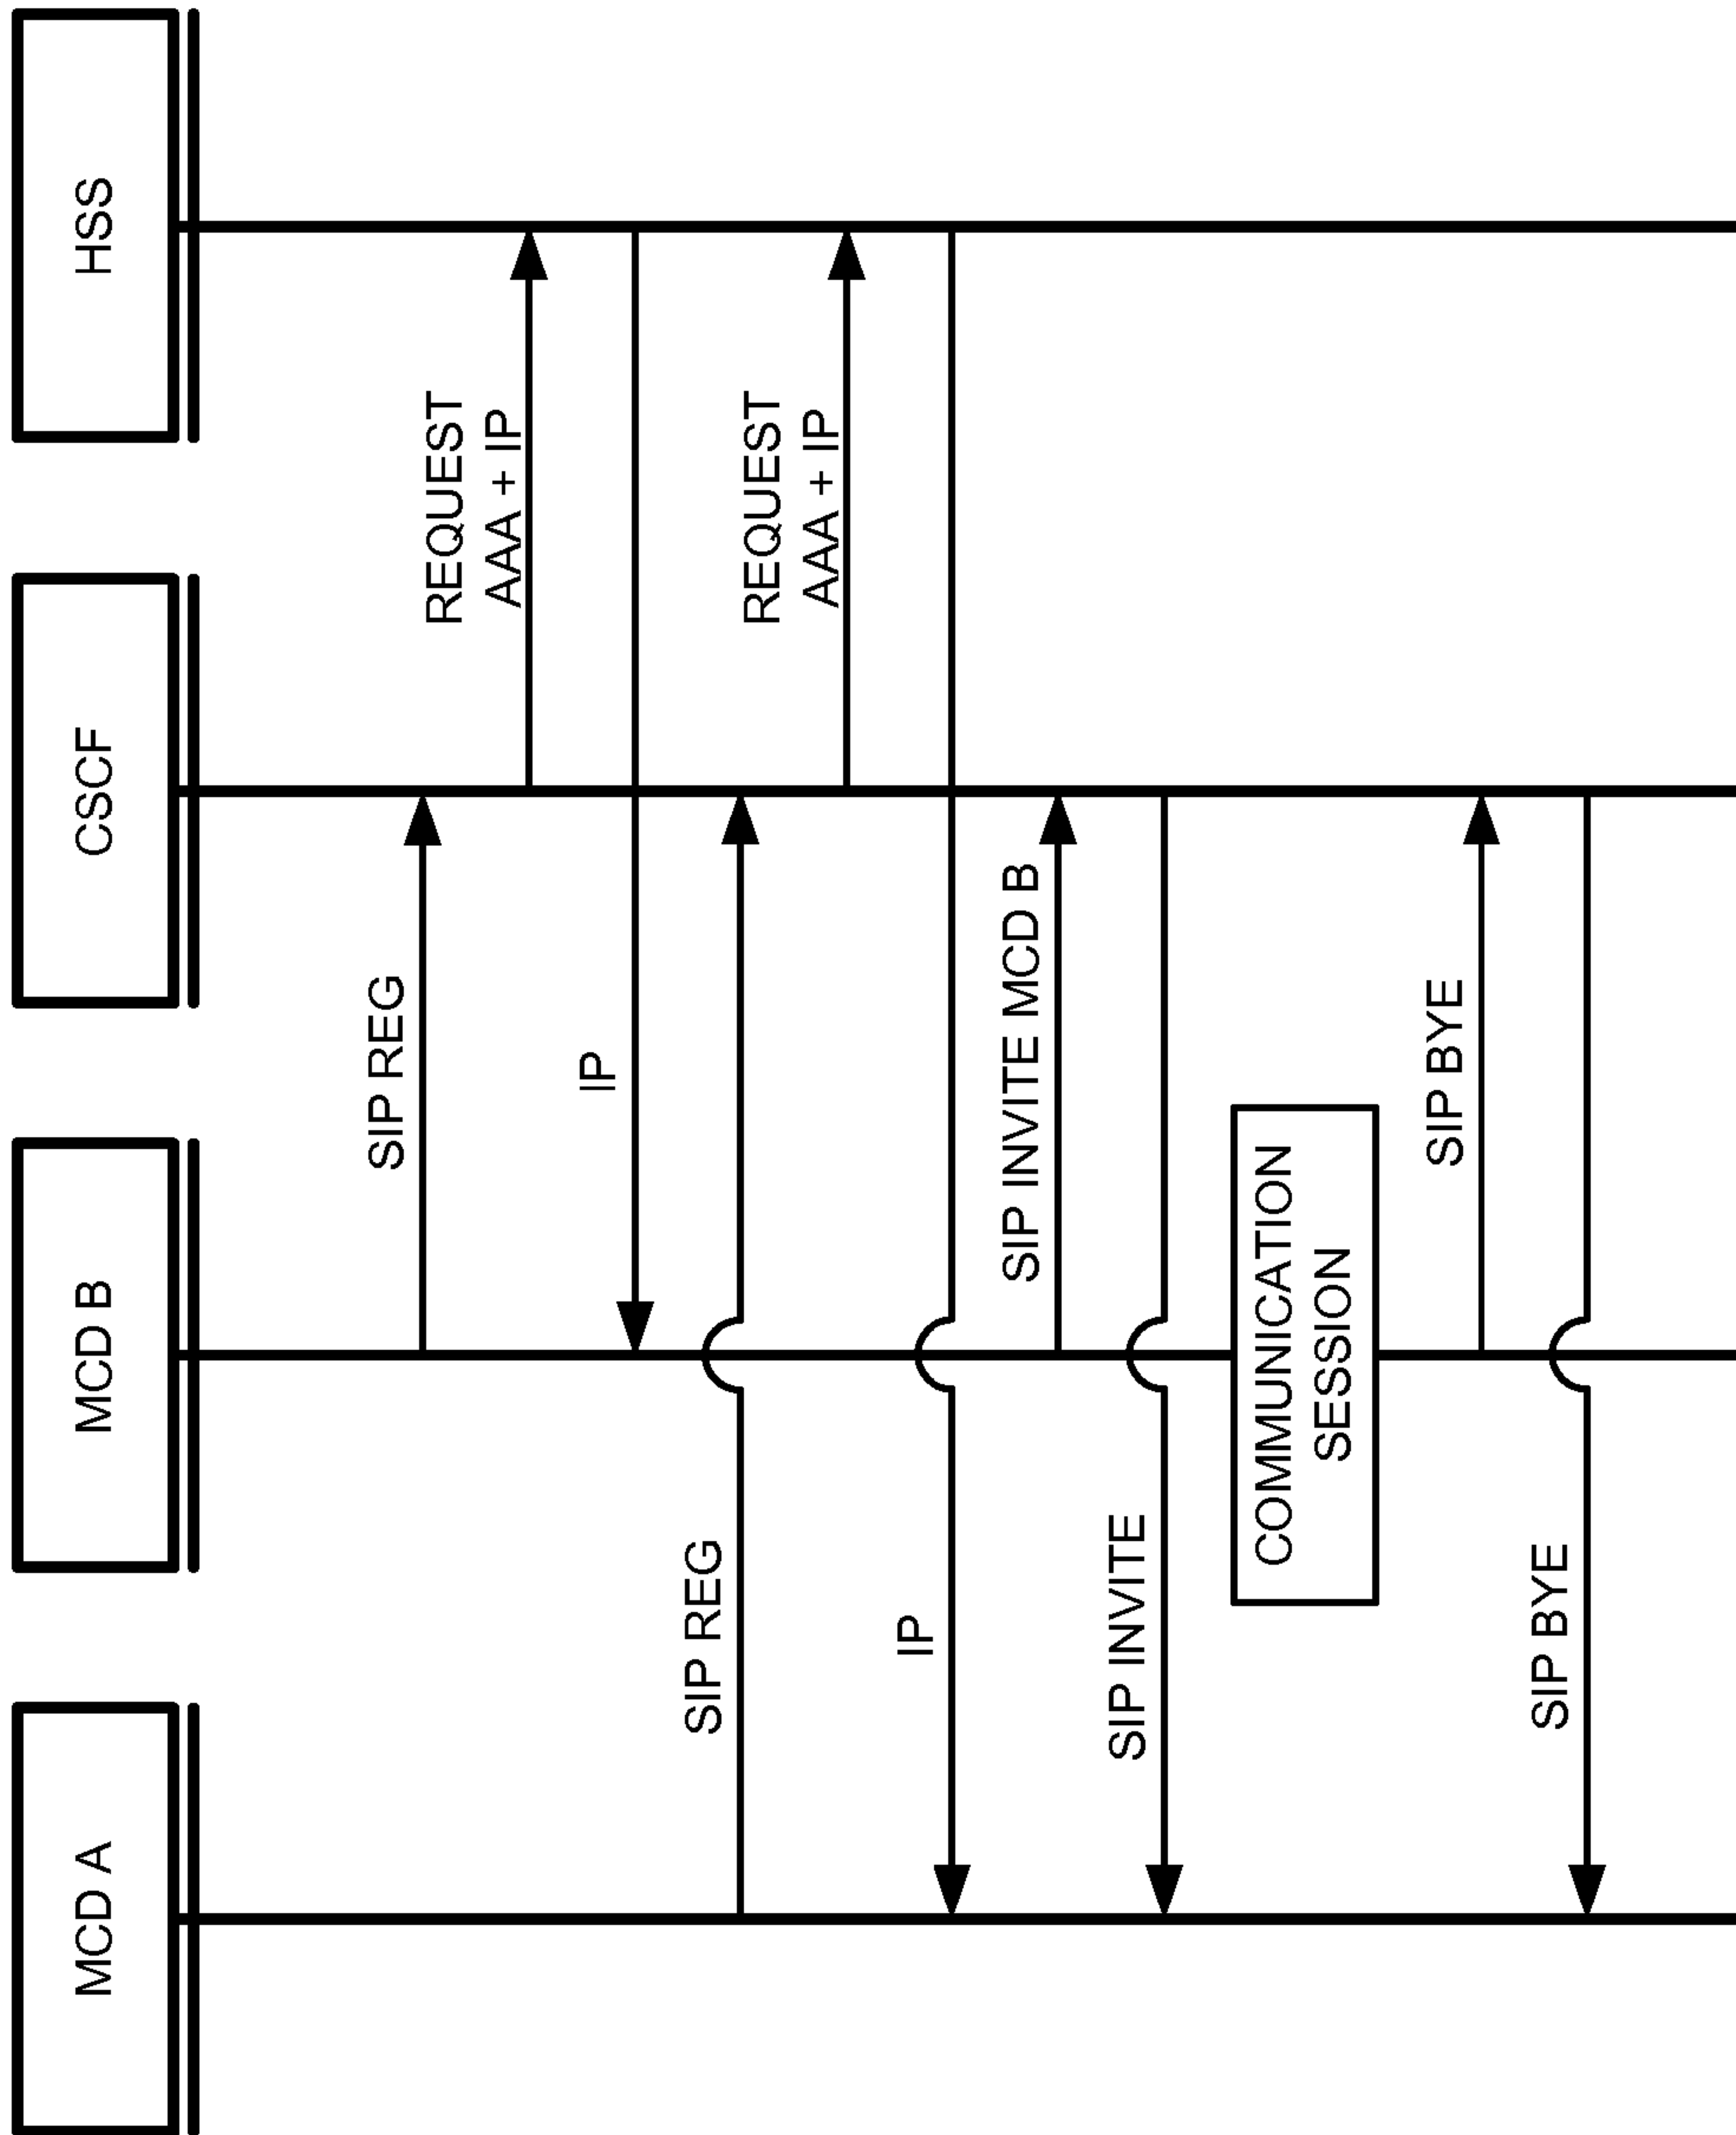 MCD A
MCD B
CSCF
HSS
SIP REG
REQUEST
AAA + IP
IP
SIP REG
REQUEST
AAA + IP
IP
SIP INVITE MCD B
SIP INVITE
COMMUNICATION
SESSION
SIP BYE
SIP BYE